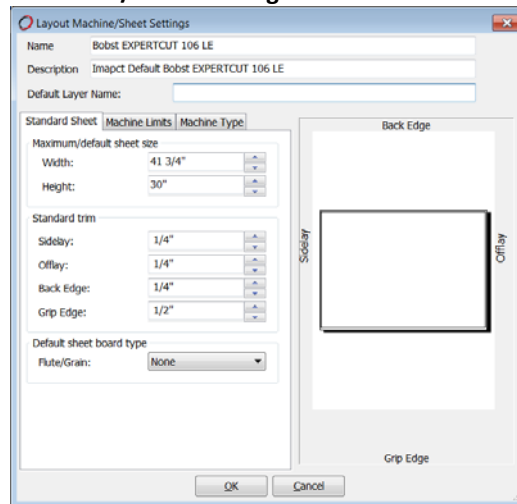 Layout Machine/Sheet Settings
Name Bobst EXPERTCUT 106 LE
Description Imapct Default Bobst EXPERTCUT 106 LE
Default Layer Name:
Standard Sheet Machine Limits Machine Type
Maximum/default sheet size
Width: 41 3/4"
Height: 30"
Standard trim
Sidelay: 1/4"
Offlay: 1/4"
Back Edge: 1/4"
Grip Edge: 1/2"
Default sheet board type
Flute/Grain: None
Back Edge
Sidelay
Offlay
Grip Edge
OK Cancel